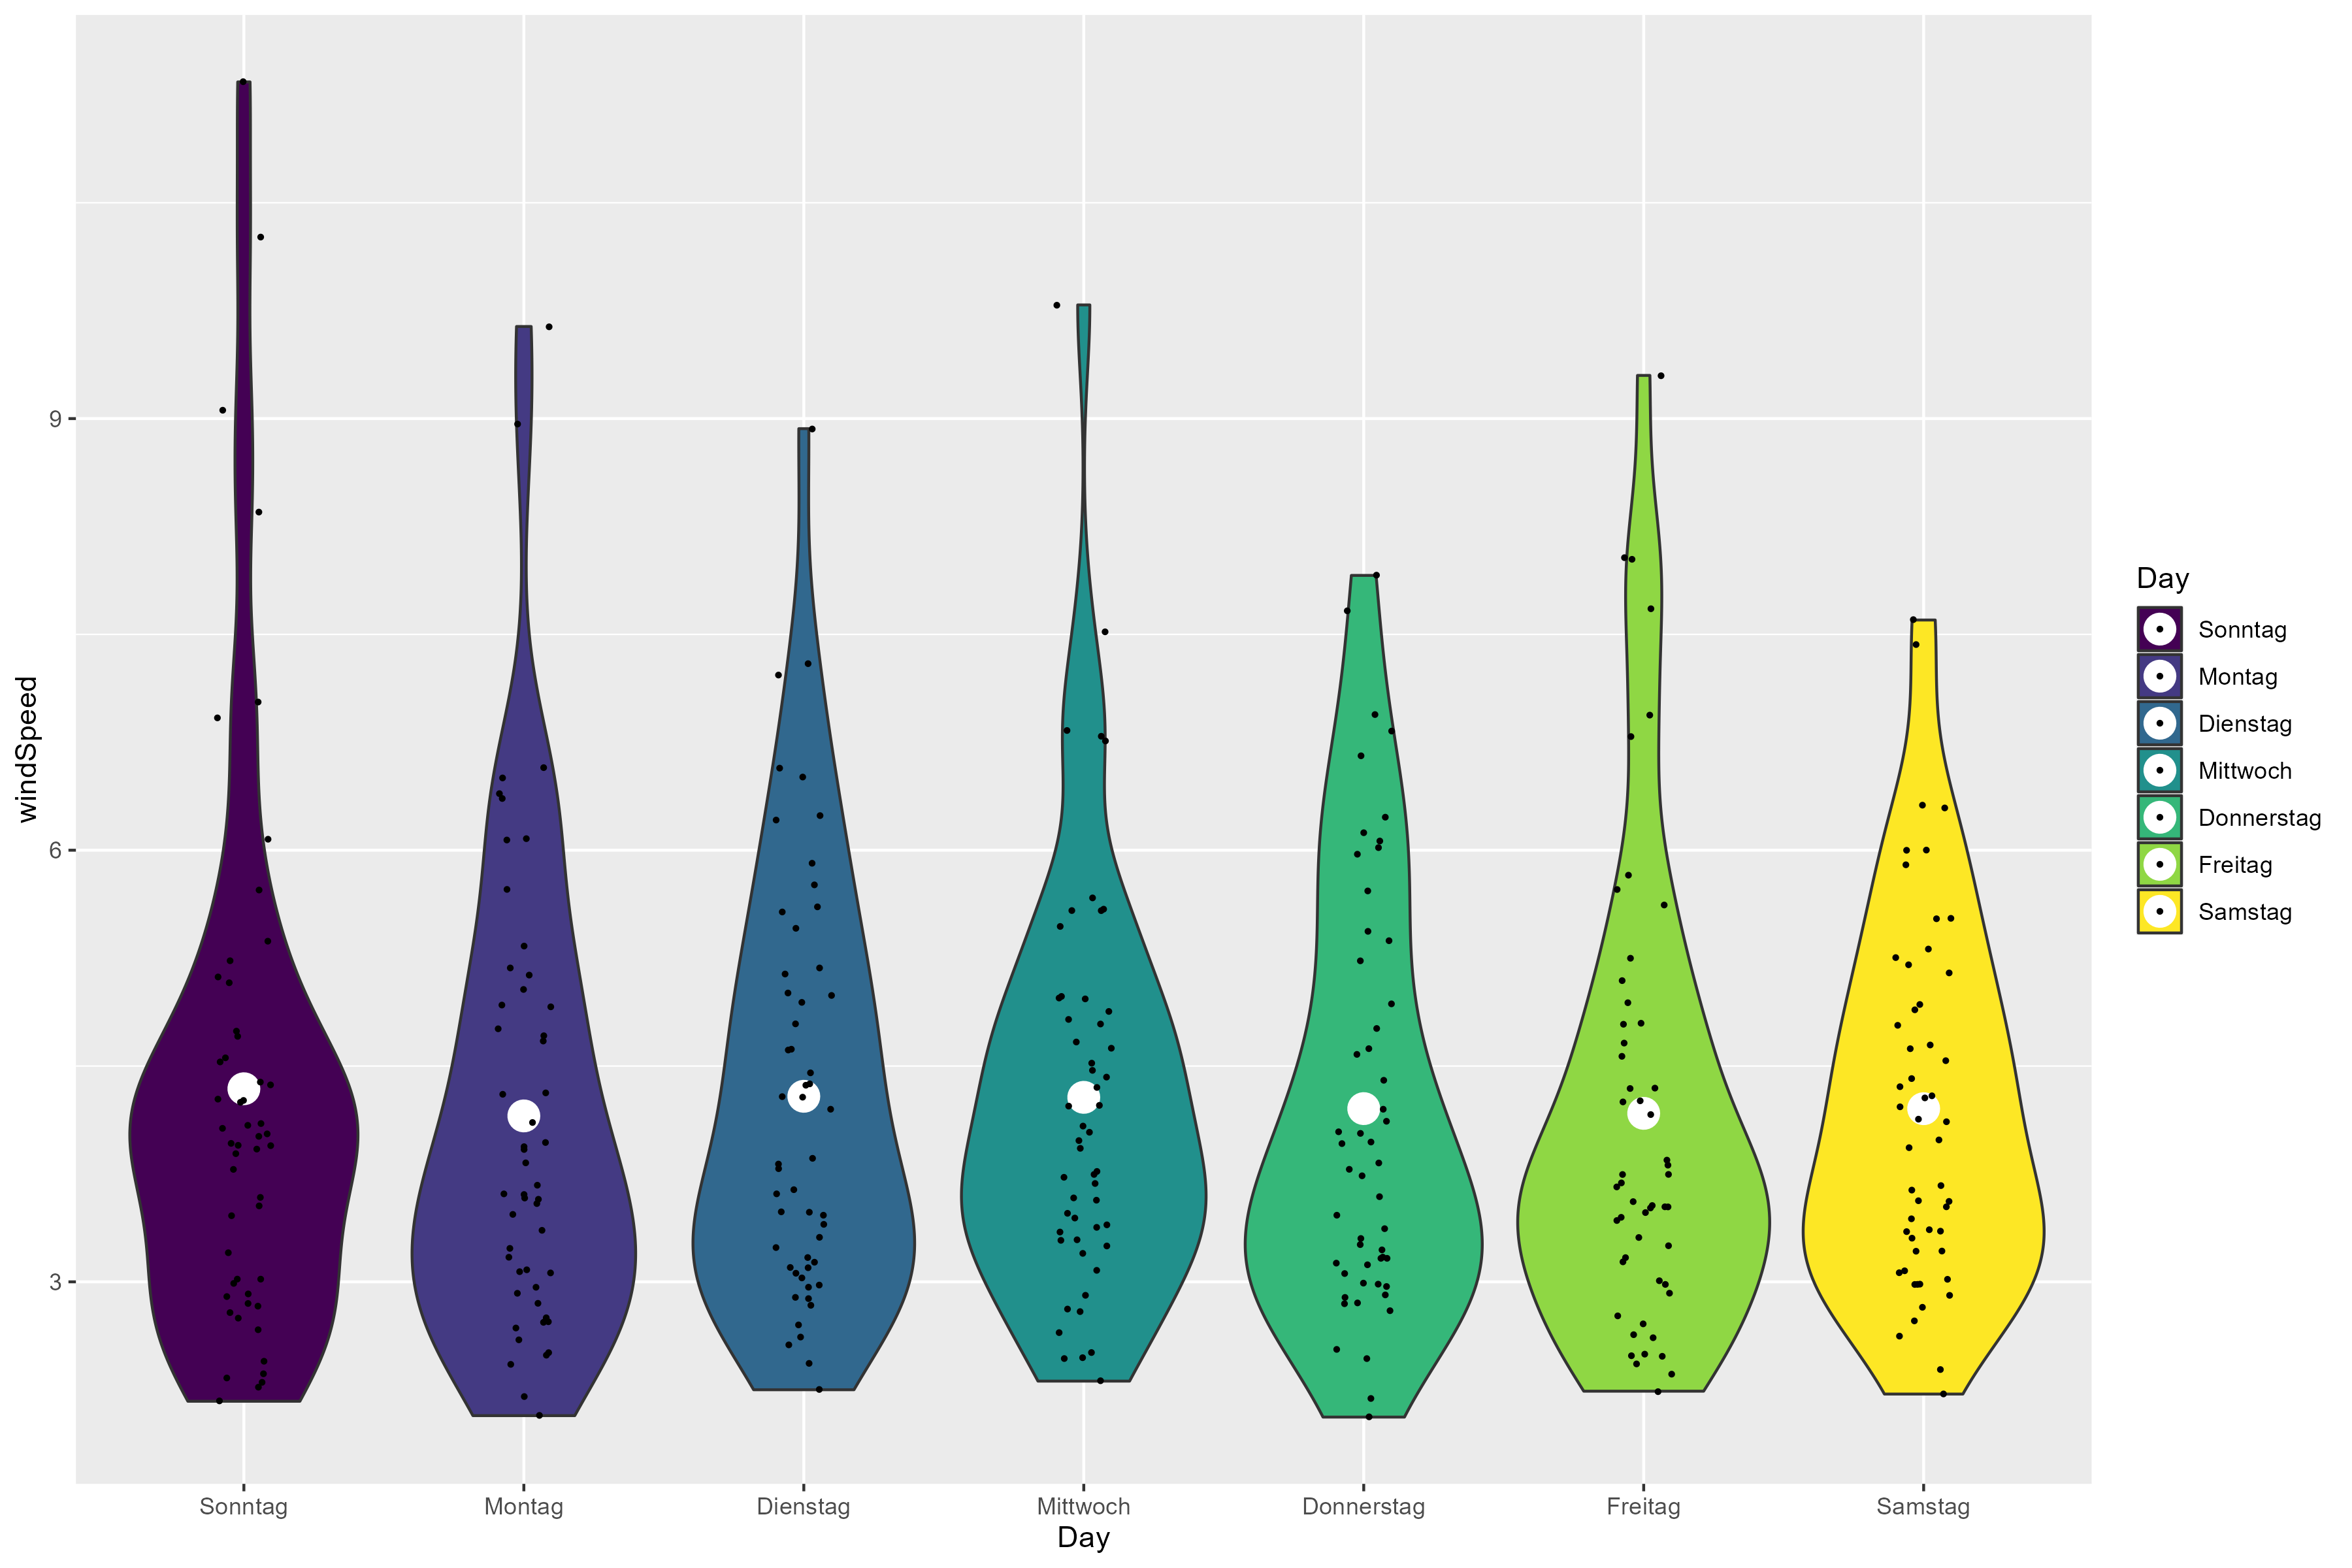 windSpeed
9
6
3
Sonntag Montag Dienstag Mittwoch Donnerstag Freitag Samstag
Day
Day
Sonntag
Montag
Dienstag
Mittwoch
Donnerstag
Freitag
Samstag